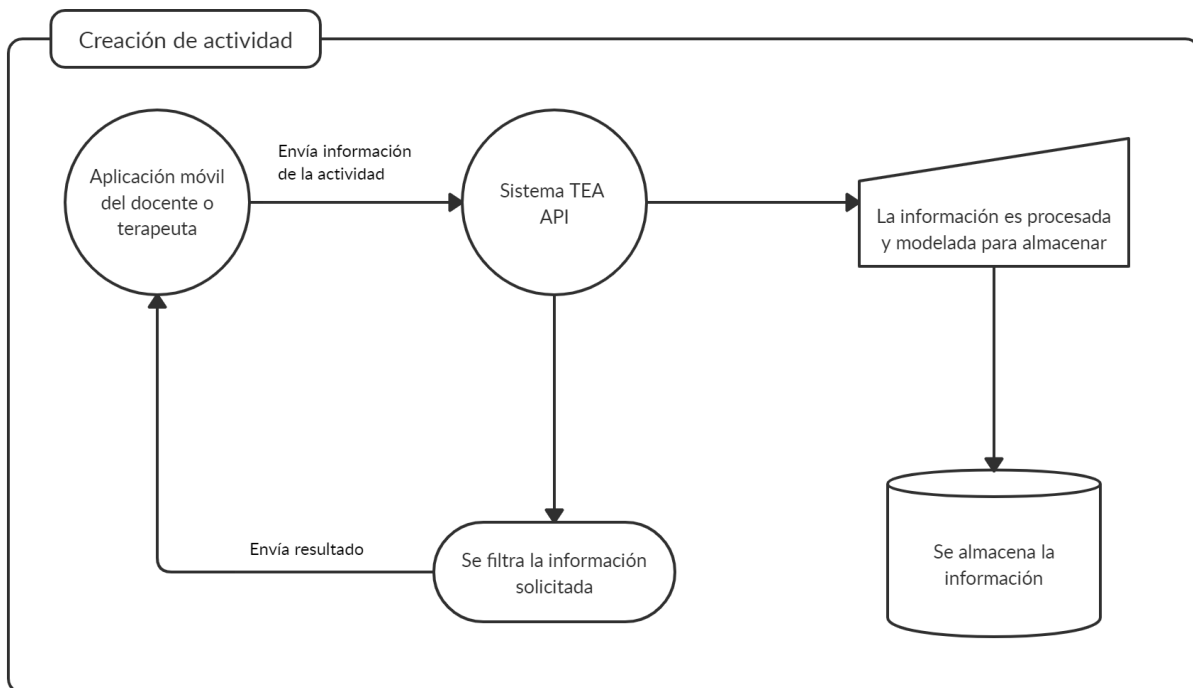 Creación de actividad
Envía información
de la actividad
Aplicación móvil
del docente o
terapeuta
Sistema TEA
API
La información es procesada
y modelada para almacenar
Envía resultado
Se filtra la información
solicitada
Se almacena la
información